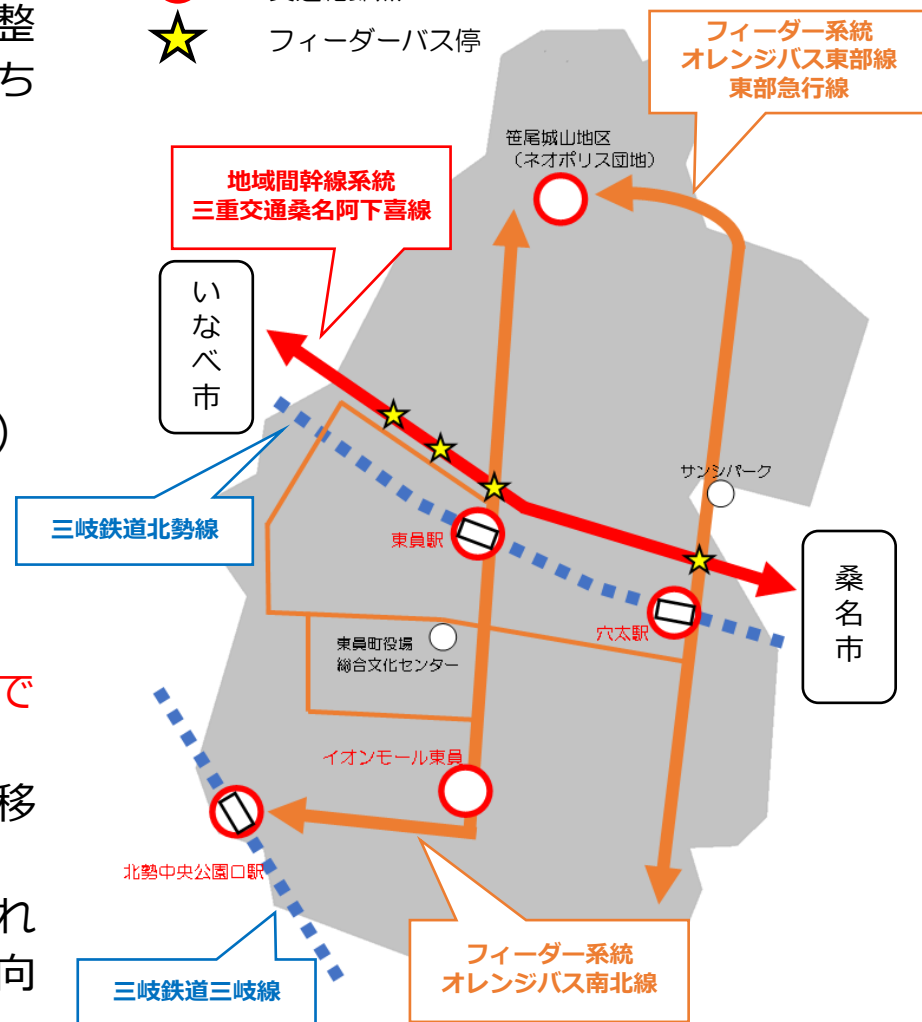 整
ち
フィーダーバス停
フィーダー系統
オレンジバス東部線
東部急行線
笹尾城山地区
（ネオポリス団地）
地域間幹線系統
三重交通桑名阿下喜線
いなべ市
）
サンシパーク
三岐鉄道北勢線
東員駅
桑名市
穴太駅
東員町役場
総合文化センター
で
イオンモール東員
移
北勢中央公園口駅
れ
向
フィーダー系統
オレンジバス南北線
三岐鉄道三岐線